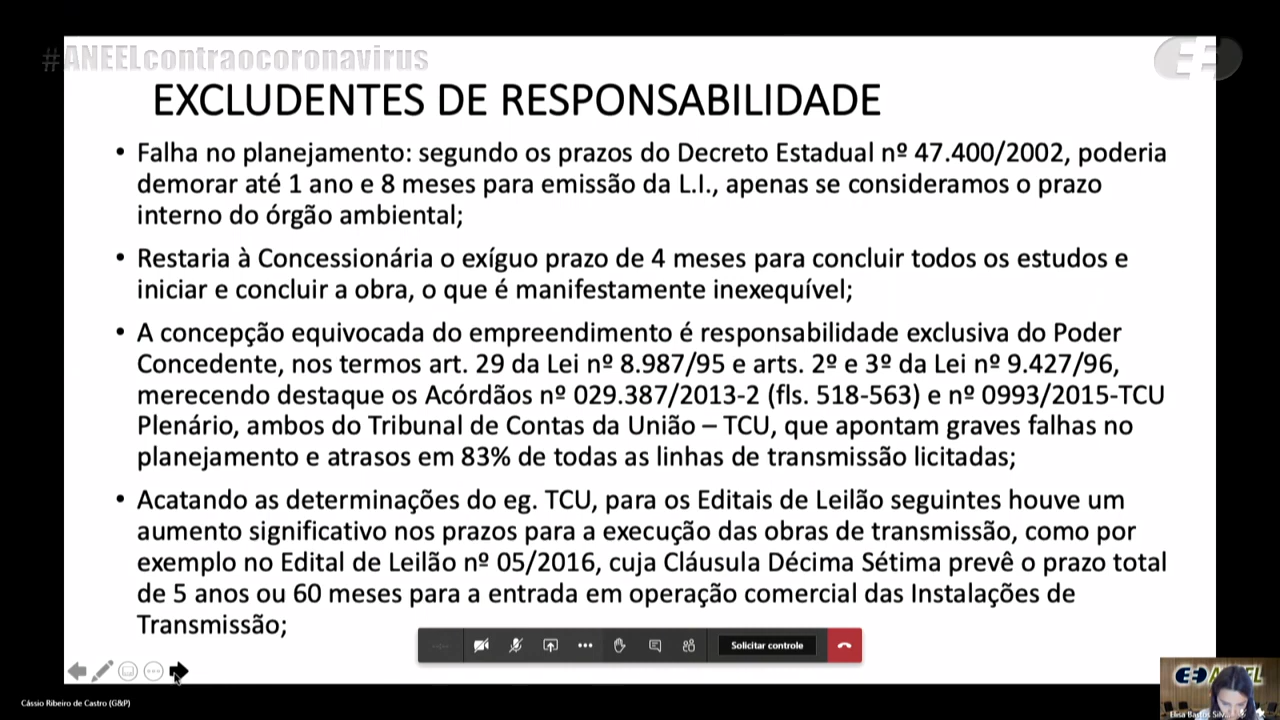 #ANEELcontraocoronavirus
EXCLUDENTES DE RESPONSABILIDADE
• Falha no planejamento: segundo os prazos do Decreto Estadual nº 47.400/2002, poderia
demorar até 1 ano e 8 meses para emissão da L.I., apenas se consideramos o prazo
interno do órgão ambiental;
• Restaria à Concessionária o exíguo prazo de 4 meses para concluir todos os estudos e
iniciar e concluir a obra, o que é manifestamente inexequível;
• A concepção equivocada do empreendimento é responsabilidade exclusiva do Poder
Concedente, nos termos art. 29 da Lei nº 8.987/95 e arts. 2º e 3º da Lei nº 9.427/96,
merecendo destaque os Acórdãos nº 029.387/2013-2 (fls. 518-563) e nº 0993/2015-TCU
Plenário, ambos do Tribunal de Contas da União – TCU, que apontam graves falhas no
planejamento e atrasos em 83% de todas as linhas de transmissão licitadas;
• Acatando as determinações do eg. TCU, para os Editais de Leilão seguintes houve um
aumento significativo nos prazos para a execução das obras de transmissão, como por
exemplo no Edital de Leilão nº 05/2016, cuja Cláusula Décima Sétima prevê o prazo total
de 5 anos ou 60 meses para a entrada em operação comercial das Instalações de
Transmissão;
Solicitar controle
Cássio Ribeiro de Castro (G&P)
ANEEL
Elisa Bastos Silva